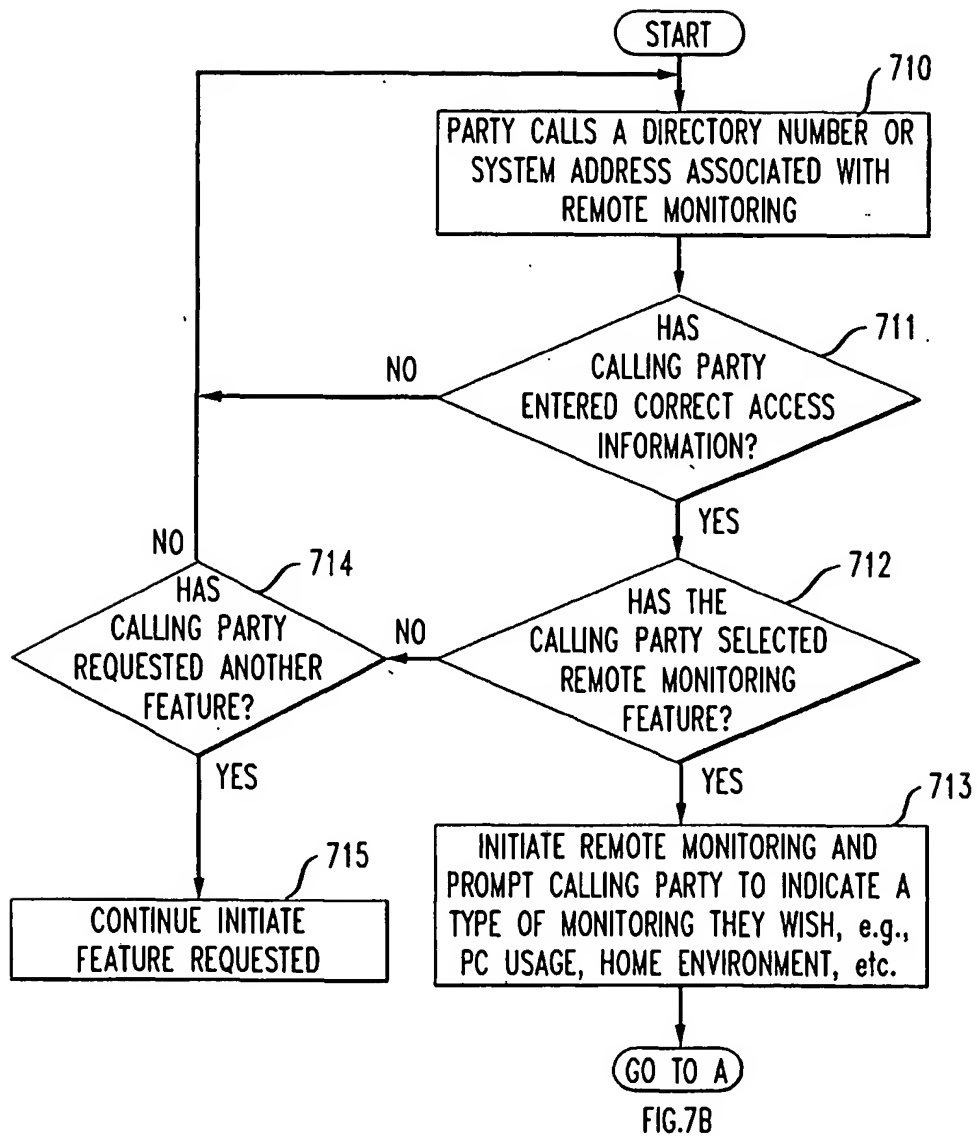 START
710
PARTY CALLS A DIRECTORY NUMBER OR
SYSTEM ADDRESS ASSOCIATED WITH
REMOTE MONITORING
711
HAS
CALLING PARTY
ENTERED CORRECT ACCESS
INFORMATION?
NO
YES
712
HAS THE
CALLING PARTY SELECTED
REMOTE MONITORING
FEATURE?
NO
YES
714
NO
HAS
CALLING PARTY
REQUESTED ANOTHER
FEATURE?
YES
715
CONTINUE INITIATE
FEATURE REQUESTED
713
INITIATE REMOTE MONITORING AND
PROMPT CALLING PARTY TO INDICATE A
TYPE OF MONITORING THEY WISH, e.g.,
PC USAGE, HOME ENVIRONMENT, etc.
GO TO A
FIG.7B